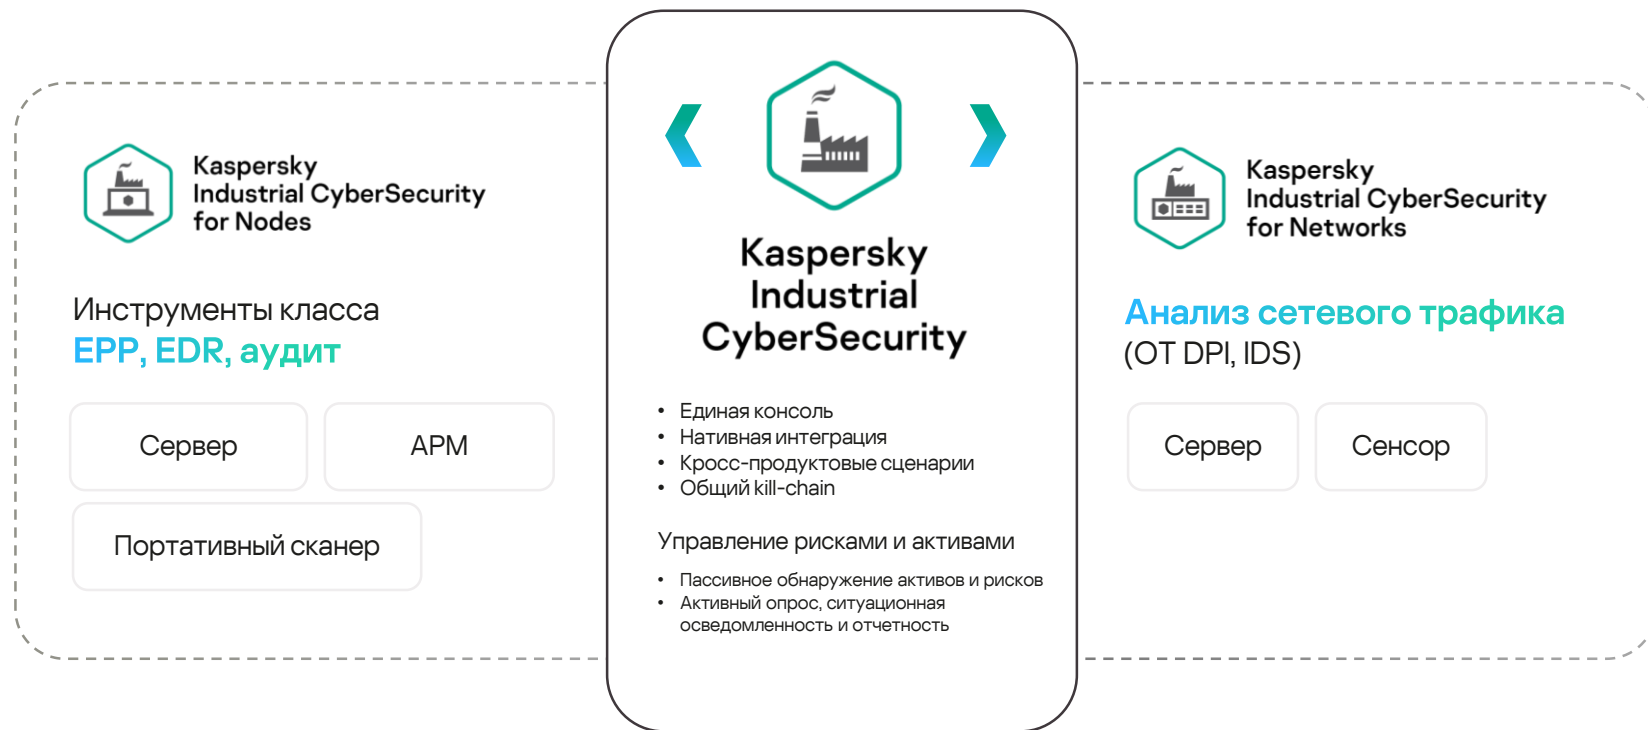 Kaspersky
Industrial CyberSecurity
for Nodes
Инструменты класса
EPP, EDR, аудит
Сервер
АРМ
Портативный сканер
Kaspersky
Industrial
CyberSecurity
• Единая консоль
• Нативная интеграция
• Кросс-продуктовые сценарии
• Общий kill-chain
Управление рисками и активами
• Пассивное обнаружение активов и рисков
• Активный опрос, ситуационная
осведомленность и отчетность
Kaspersky
Industrial CyberSecurity
for Networks
Анализ сетевого трафика
(ОТ DPI, IDS)
Сервер
Сенсор